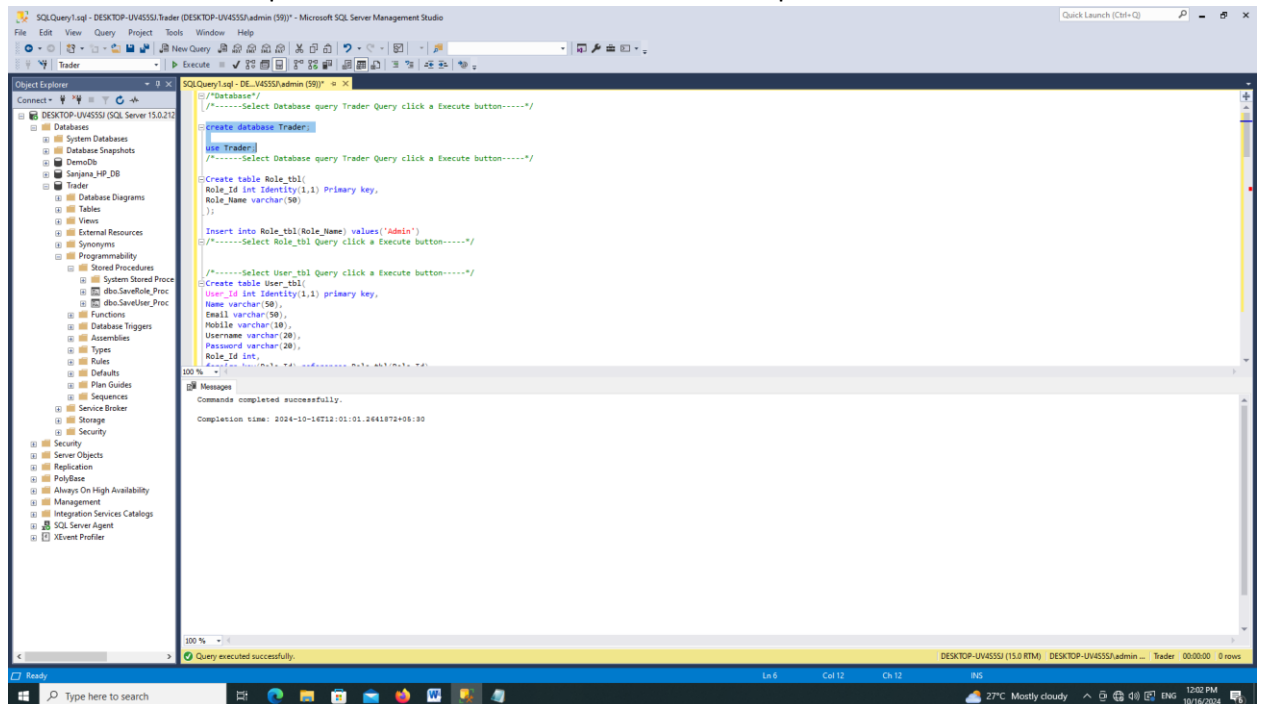 SQLQuery1.sql - DESKTOP-UV4S5SJ.Trader (DESKTOP-UV4S5SJ\admin (59))* - Microsoft SQL Server Management Studio
Quick Launch (Ctrl+Q)
File Edit View Query Project Tools Window Help
New Query
Trader
Execute
Object Explorer
SQLQuery1.sql - DE...V4S5SJ\admin (59))*
Connect
DESKTOP-UV4S5SJ (SQL Server 15.0.212
Databases
System Databases
Database Snapshots
DemoDb
Sanjana_HP_DB
Trader
Database Diagrams
Tables
Views
External Resources
Synonyms
Programmability
Stored Procedures
System Stored Proce
dbo.SaveRole_Proc
dbo.SaveUser_Proc
Functions
Database Triggers
Assemblies
Types
Rules
Defaults
Plan Guides
Sequences
Service Broker
Storage
Security
Security
Server Objects
Replication
PolyBase
Always On High Availability
Management
Integration Services Catalogs
SQL Server Agent
XEvent Profiler
/*Database*/
/*------Select Database query Trader Query click a Execute button-----*/
create database Trader;
use Trader;
/*------Select Database query Trader Query click a Execute button-----*/
Create table Role_tbl(
Role_Id int Identity(1,1) Primary key,
Role_Name varchar(50)
);
Insert into Role_tbl(Role_Name) values('Admin')
/*------Select Role_tbl Query click a Execute button-----*/
/*------Select User_tbl Query click a Execute button-----*/
Create table User_tbl(
User_Id int Identity(1,1) primary key,
Name varchar(50),
Email varchar(50),
Mobile varchar(10),
Username varchar(20),
Password varchar(20),
Role_Id int,
foreign key(Role_Id) references Role_tbl(Role_Id)
100 %
Messages
Commands completed successfully.
Completion time: 2024-10-16T12:01:01.2641872+05:30
100 %
Query executed successfully.
DESKTOP-UV4S5SJ (15.0 RTM) DESKTOP-UV4S5SJ\admin ... Trader 00:00:00 0 rows
Ready
Ln 6 Col 12 Ch 12 INS
Type here to search
27°C Mostly cloudy
ENG
12:02 PM
10/16/2024